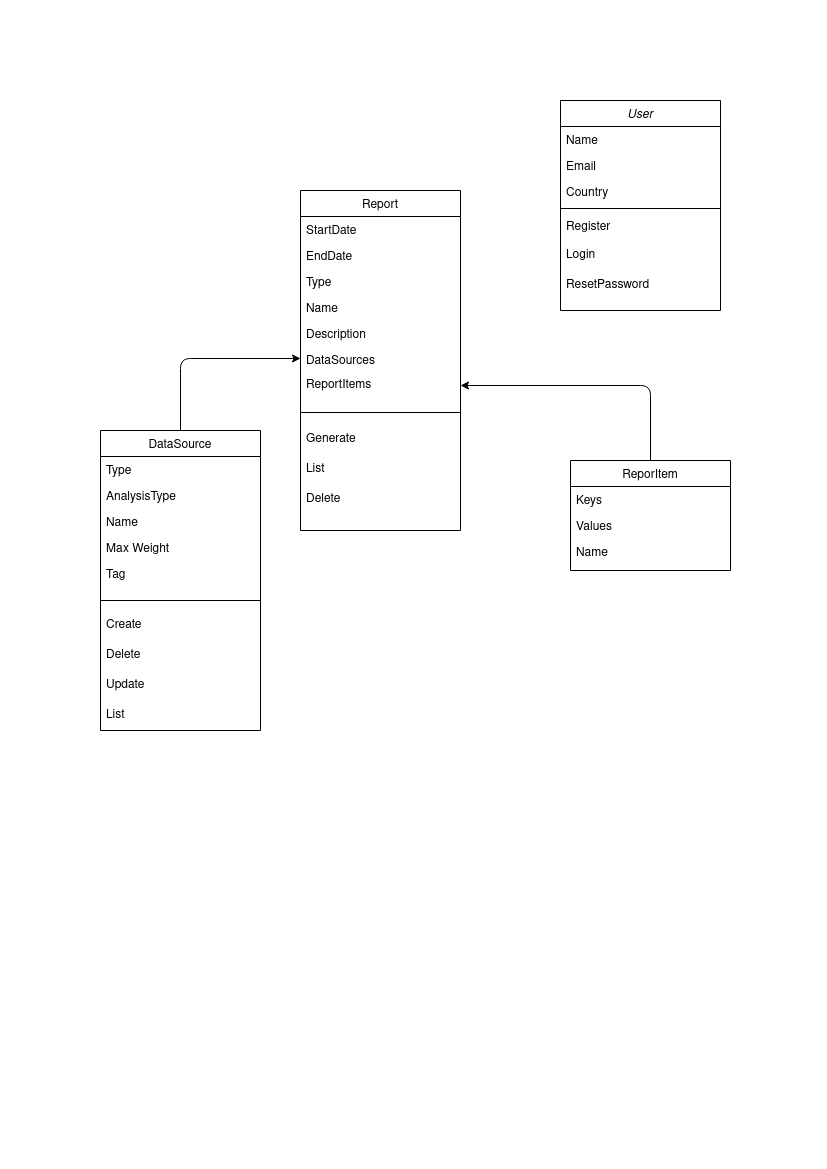 User
Name
Email
Country
Register
Login
ResetPassword
Report
StartDate
EndDate
Type
Name
Description
DataSources
ReportItems
Generate
List
Delete
DataSource
Type
AnalysisType
Name
Max Weight
Tag
Create
Delete
Update
List
ReporItem
Keys
Values
Name